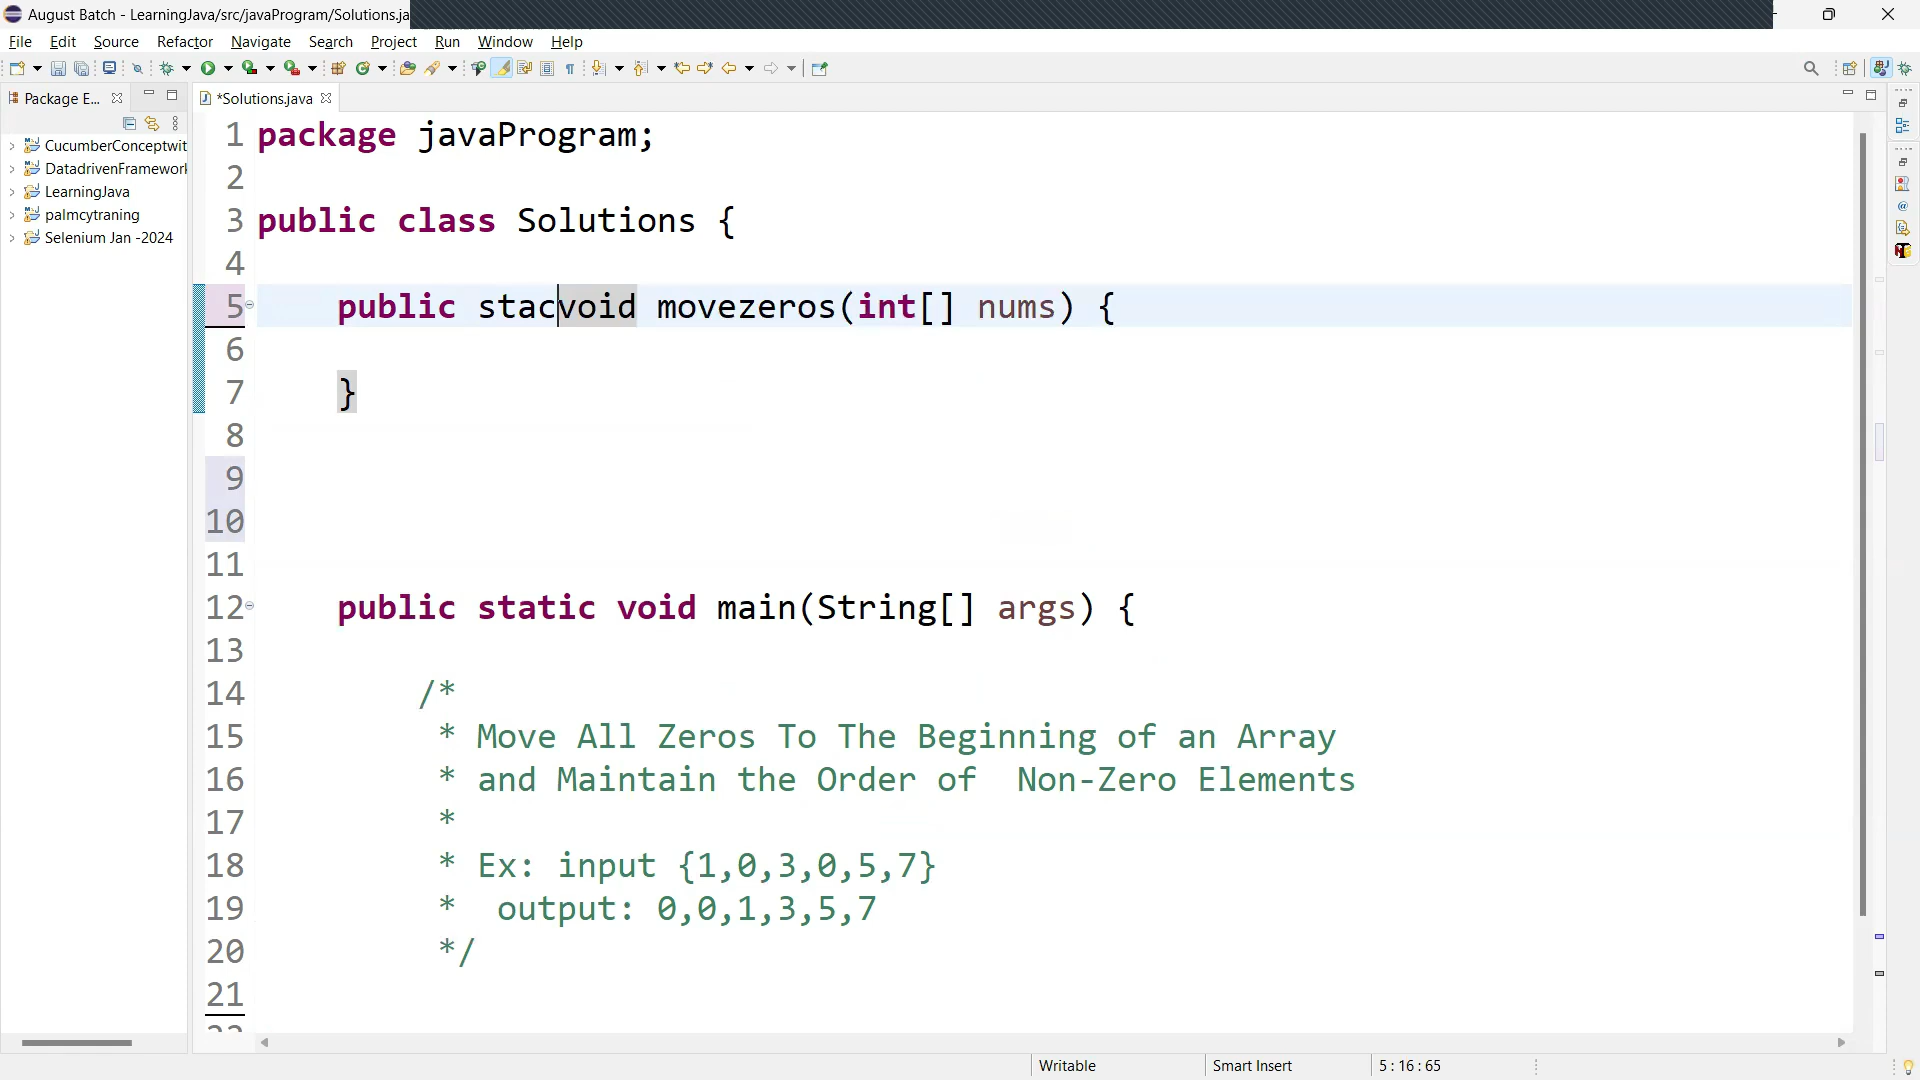 August Batch - LearningJava/src/javaProgram/Solutions.ja
File Edit Source Refactor Navigate Search Project Run Window Help
Package E...
*Solutions.java
CucumberConceptwit
DatadrivenFramework
LearningJava
palmcytraning
Selenium Jan -2024
1 package javaProgram;
2
3 public class Solutions {
4
5 public stacvoid movezeros(int[] nums) {
6
7 }
8
9
10
11
12 public static void main(String[] args) {
13
14 /*
15 * Move All Zeros To The Beginning of an Array
16 * and Maintain the Order of  Non-Zero Elements
17 *
18 * Ex: input {1,0,3,0,5,7}
19 *  output: 0,0,1,3,5,7
20 */
21
Writable Smart Insert 5 : 16 : 65